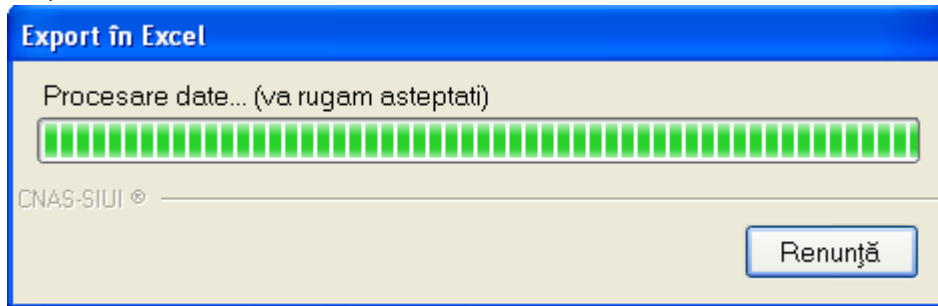 Export în Excel
Procesare date... (va rugam asteptati)
CNAS-SIUI ®
Renunţă